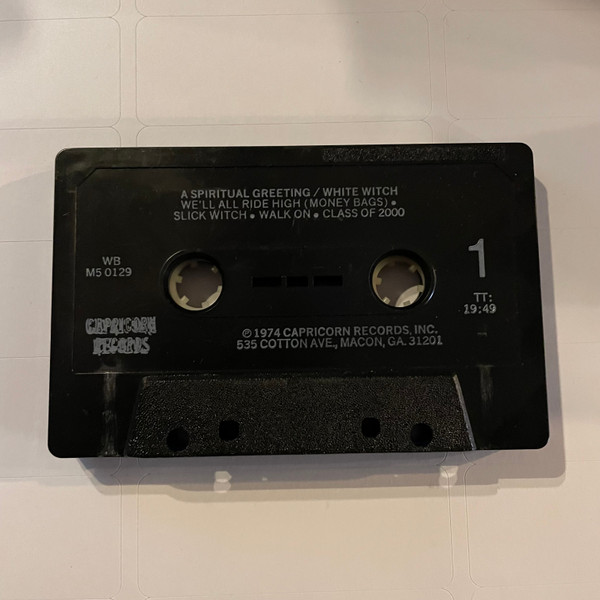 A SPIRITUAL GREETING / WHITE WITCH
WE'LL ALL RIDE HIGH (MONEY BAGS) •
SLICK WITCH • WALK ON • CLASS OF 2000
WB
M5 0129
1
TT:
19:49
CAPRICORN
RECORDS
℗ 1974 CAPRICORN RECORDS, INC.
535 COTTON AVE., MACON, GA. 31201